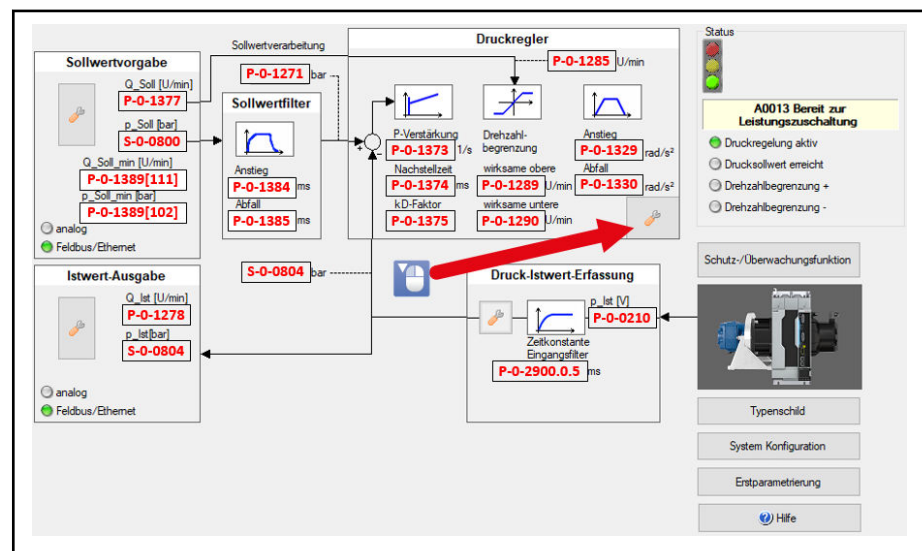 Sollwertvorgabe
Q_Soll [U/min]
P-0-1377
p_Soll [bar]
S-0-0800
Q_Soll_min [U/min]
P-0-1389[111]
p_Soll_min [bar]
P-0-1389[102]
analog
Feldbus/Ethernet
Sollwertverarbeitung
P-0-1271 bar
Sollwertfilter
Anstieg
P-0-1384 ms
Abfall
P-0-1385 ms
Druckregler
P-0-1285 U/min
P-Verstärkung
P-0-1373 1/s
Nachstellzeit
P-0-1374 ms
kD-Faktor
P-0-1375
Drehzahl-
begrenzung
wirksame obere
P-0-1289 U/min
wirksame untere
P-0-1290 U/min
Anstieg
P-0-1329 rad/s²
Abfall
P-0-1330 rad/s²
S-0-0804 bar
Istwert-Ausgabe
Q_Ist [U/min]
P-0-1278
p_Ist[bar]
S-0-0804
analog
Feldbus/Ethernet
Druck-Istwert-Erfassung
p_Ist [V]
P-0-0210
Zeitkonstante
Eingangsfilter
P-0-2900.0.5 ms
Status
A0013 Bereit zur
Leistungszuschaltung
Druckregelung aktiv
Drucksollwert erreicht
Drehzahlbegrenzung +
Drehzahlbegrenzung -
Schutz-/Überwachungsfunktion
Typenschild
System Konfiguration
Erstparametrierung
Hilfe